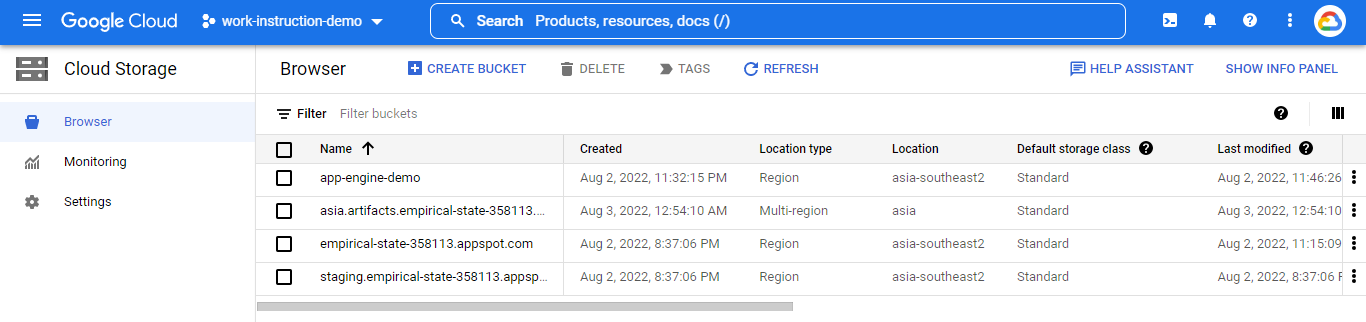 Google Cloud work-instruction-demo Search Products, resources, docs (/)
Cloud Storage Browser CREATE BUCKET DELETE TAGS REFRESH HELP ASSISTANT SHOW INFO PANEL
Browser
Monitoring
Settings
Filter Filter buckets
Name Created Location type Location Default storage class Last modified
app-engine-demo Aug 2, 2022, 11:32:15 PM Region asia-southeast2 Standard Aug 2, 2022, 11:46:26
asia.artifacts.empirical-state-358113.... Aug 3, 2022, 12:54:10 AM Multi-region asia Standard Aug 3, 2022, 12:54:10
empirical-state-358113.appspot.com Aug 2, 2022, 8:37:06 PM Region asia-southeast2 Standard Aug 2, 2022, 11:15:09
staging.empirical-state-358113.appsp... Aug 2, 2022, 8:37:06 PM Region asia-southeast2 Standard Aug 2, 2022, 8:37:06